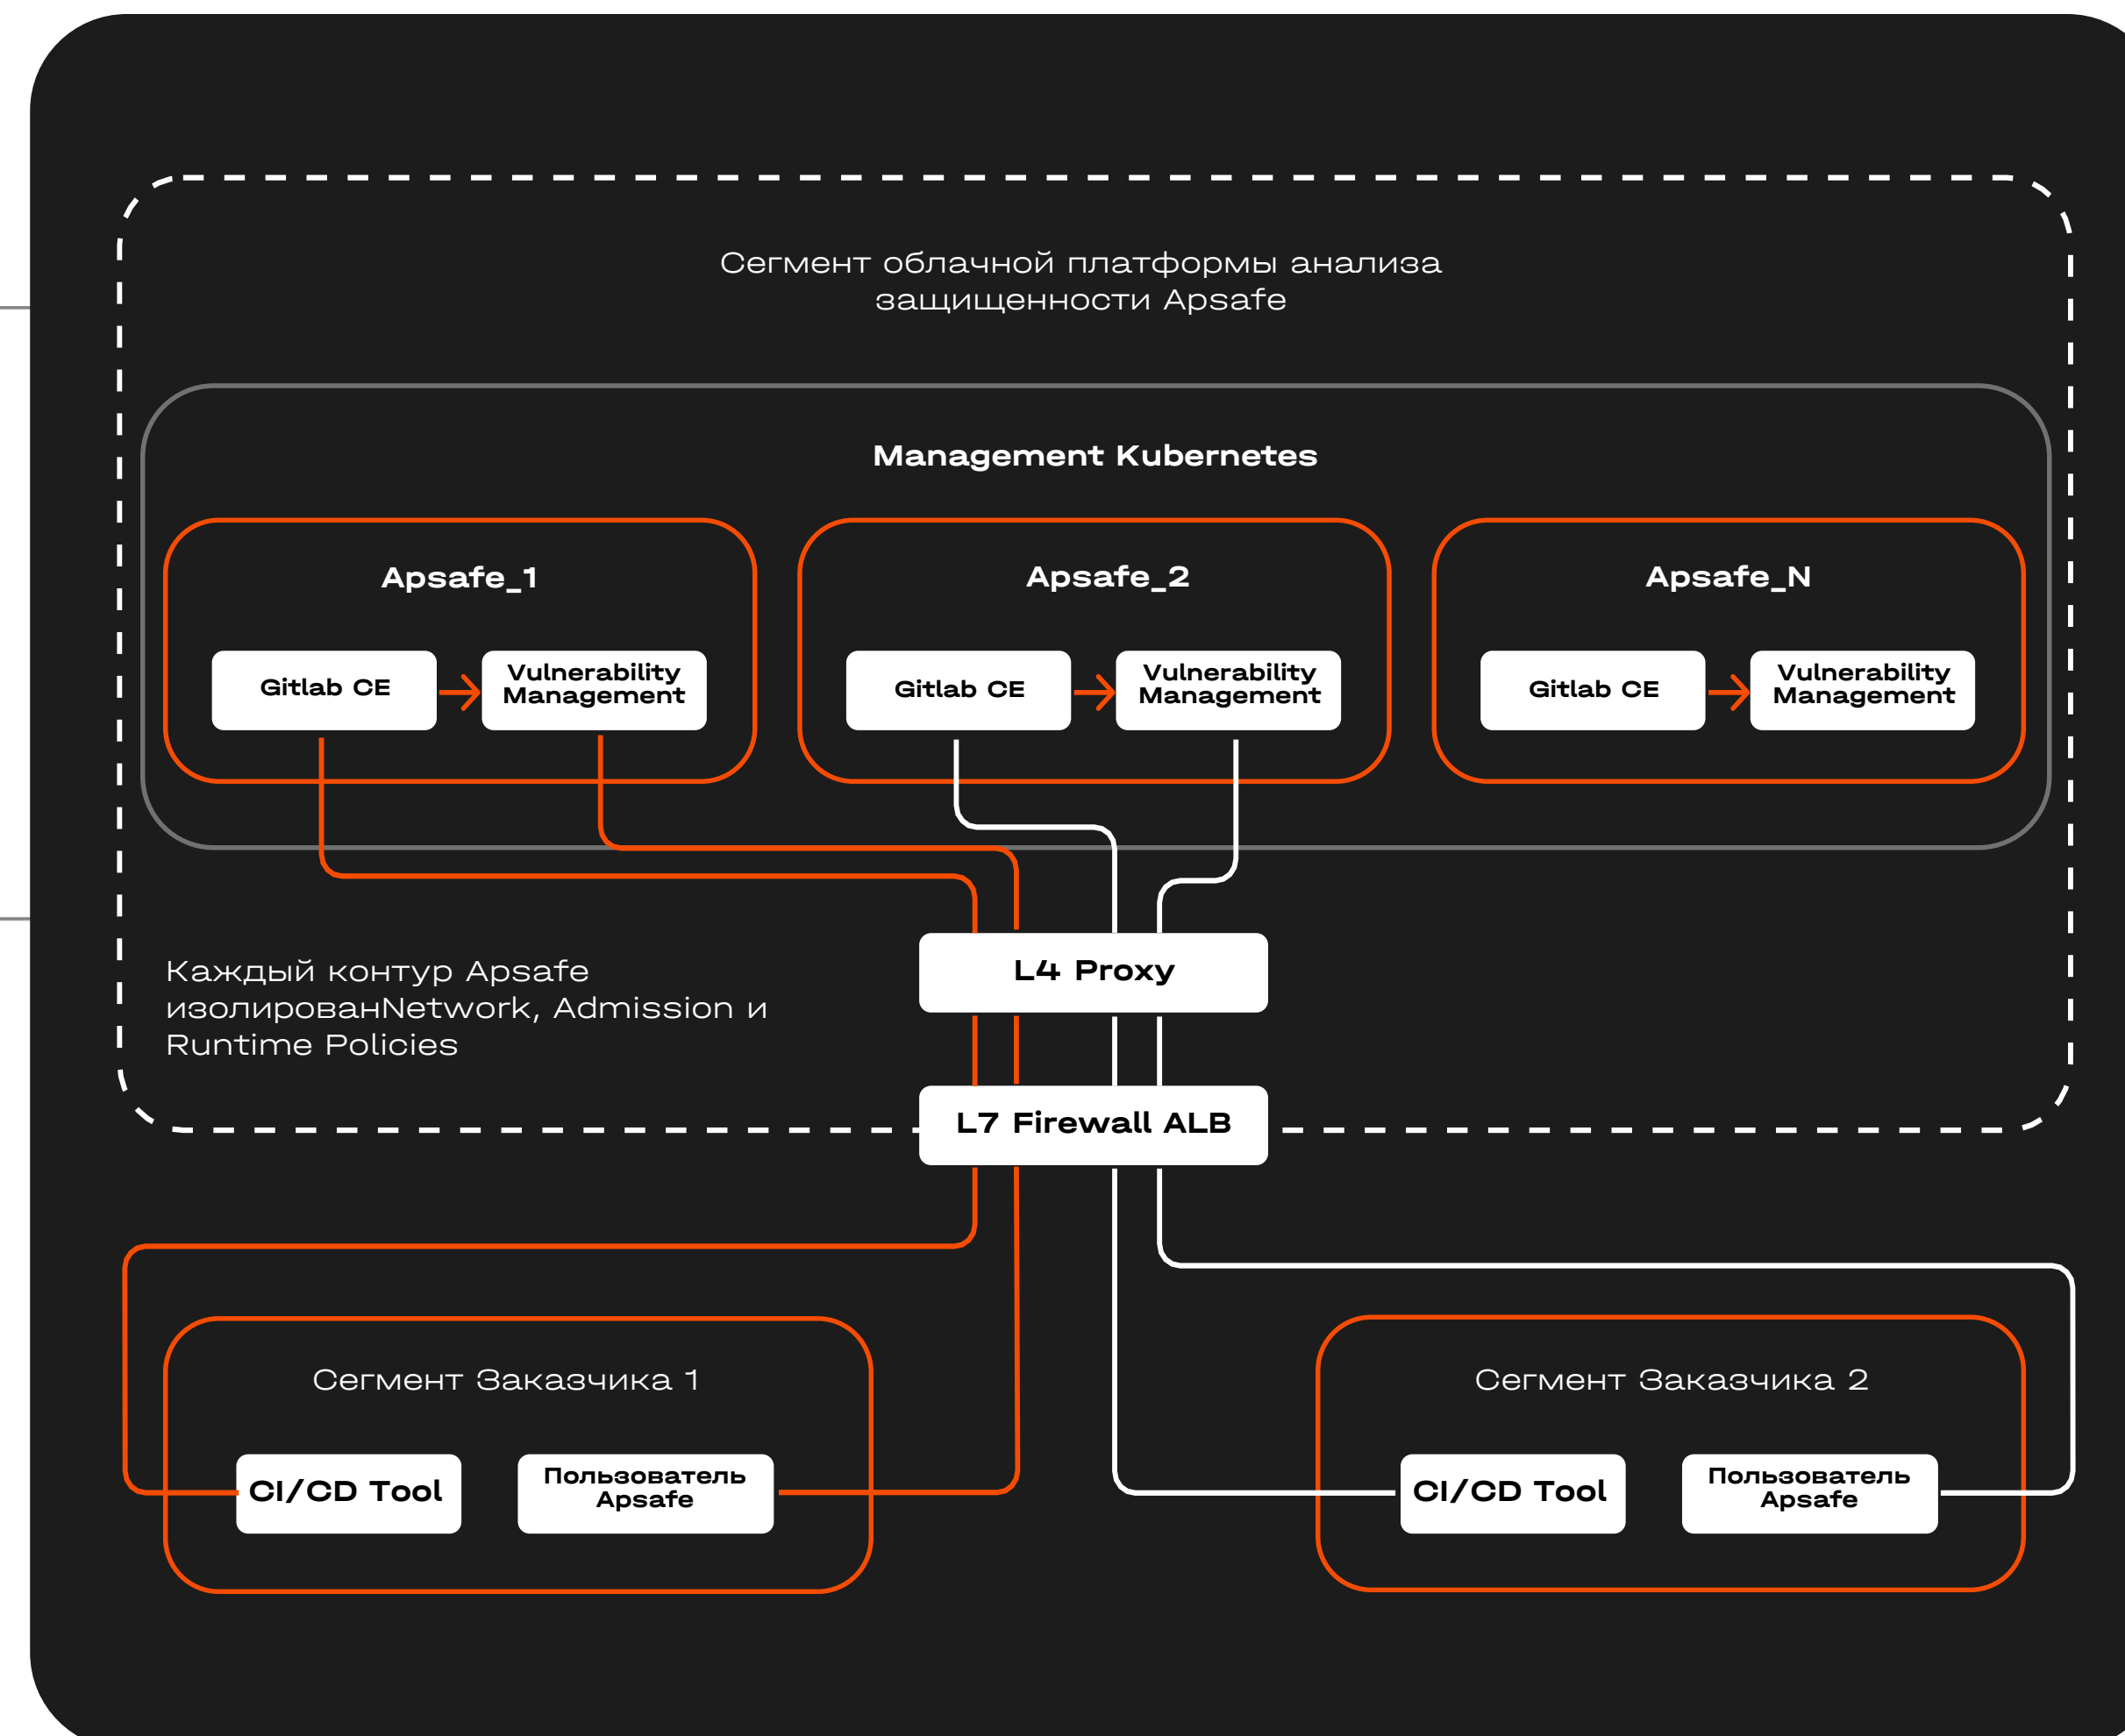 Сегмент облачной платформы анализа
защищенности Apsafe
Management Kubernetes
Apsafe_1
Gitlab CE
Vulnerability
Management
Apsafe_2
Gitlab CE
Vulnerability
Management
Apsafe_N
Gitlab CE
Vulnerability
Management
L4 Proxy
Каждый контур Apsafe
изолированNetwork, Admission и
Runtime Policies
L7 Firewall ALB
Сегмент Заказчика 1
CI/CD Tool
Пользователь
Apsafe
Сегмент Заказчика 2
CI/CD Tool
Пользователь
Apsafe